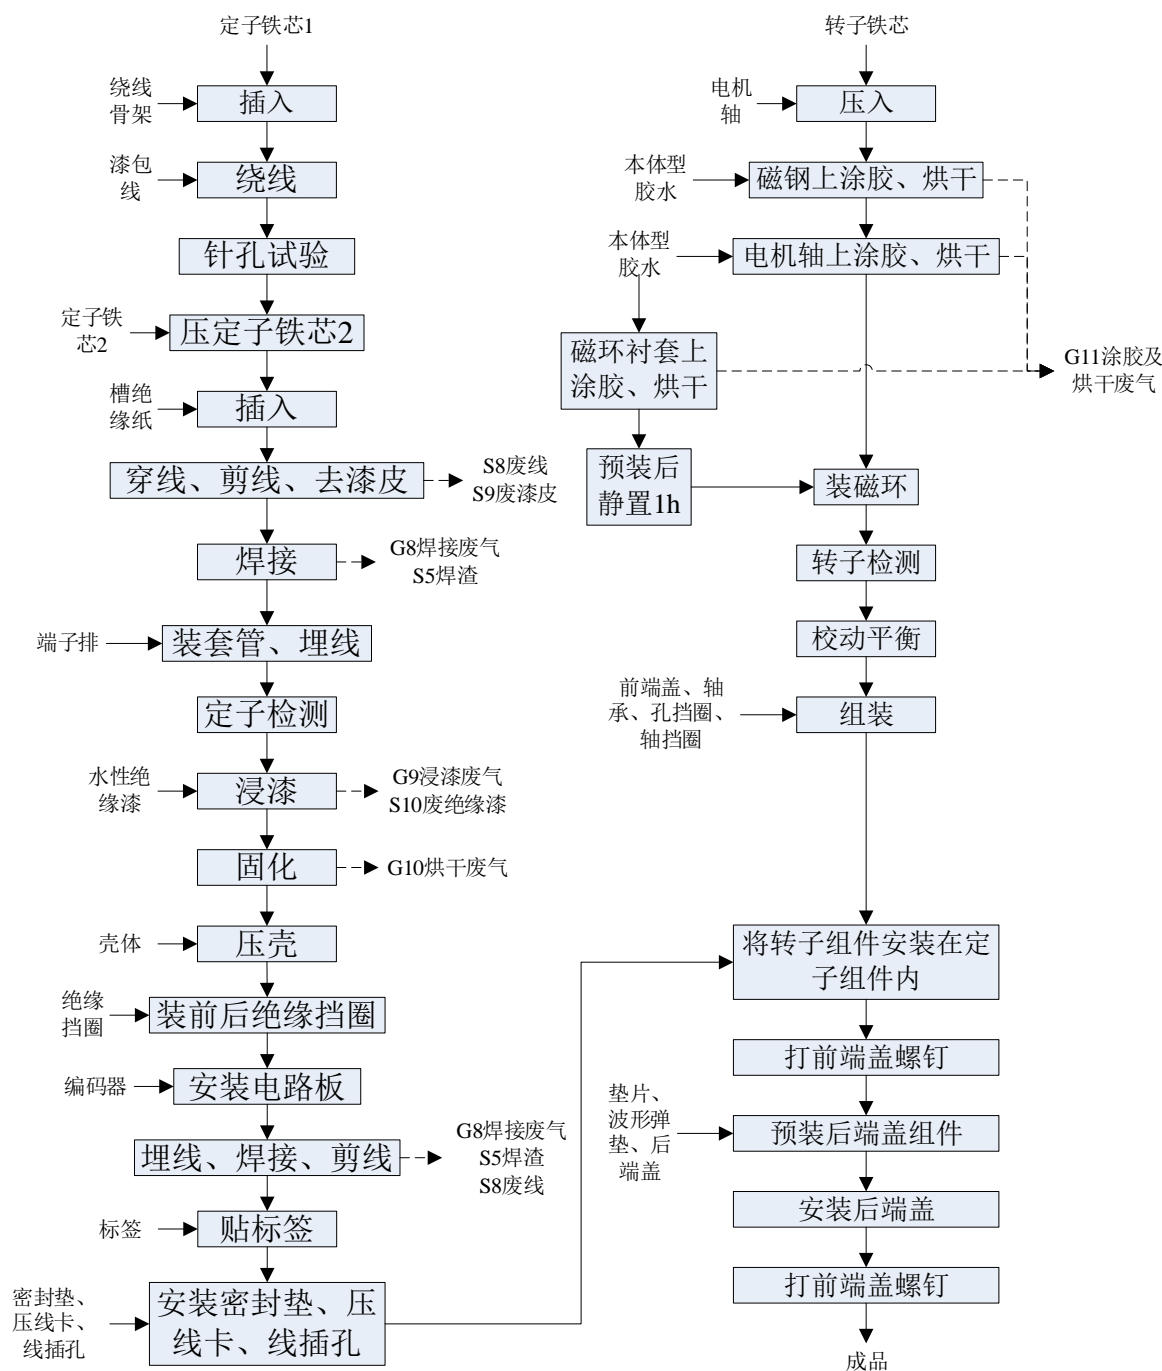 定子铁芯1
绕线
骨架
插入
漆包
线
绕线
针孔试验
定子铁
芯2
压定子铁芯2
槽绝
缘纸
插入
穿线、剪线、去漆皮
S8废线
S9废漆皮
焊接
G8焊接废气
S5焊渣
端子排
装套管、埋线
定子检测
水性绝
缘漆
浸漆
G9浸漆废气
S10废绝缘漆
固化
G10烘干废气
壳体
压壳
绝缘
挡圈
装前后绝缘挡圈
编码器
安装电路板
埋线、焊接、剪线
G8焊接废气
S5焊渣
S8废线
标签
贴标签
密封垫、
压线卡、
线插孔
安装密封垫、压
线卡、线插孔
转子铁芯
电机
轴
压入
本体型
胶水
磁钢上涂胶、烘干
本体型
胶水
电机轴上涂胶、烘干
磁环衬套上
涂胶、烘干
G11涂胶及
烘干废气
预装后
静置1h
装磁环
转子检测
校动平衡
前端盖、轴
承、孔挡圈、
轴挡圈
组装
将转子组件安装在定
子组件内
打前端盖螺钉
垫片、
波形弹
垫、后
端盖
预装后端盖组件
安装后端盖
打前端盖螺钉
成品